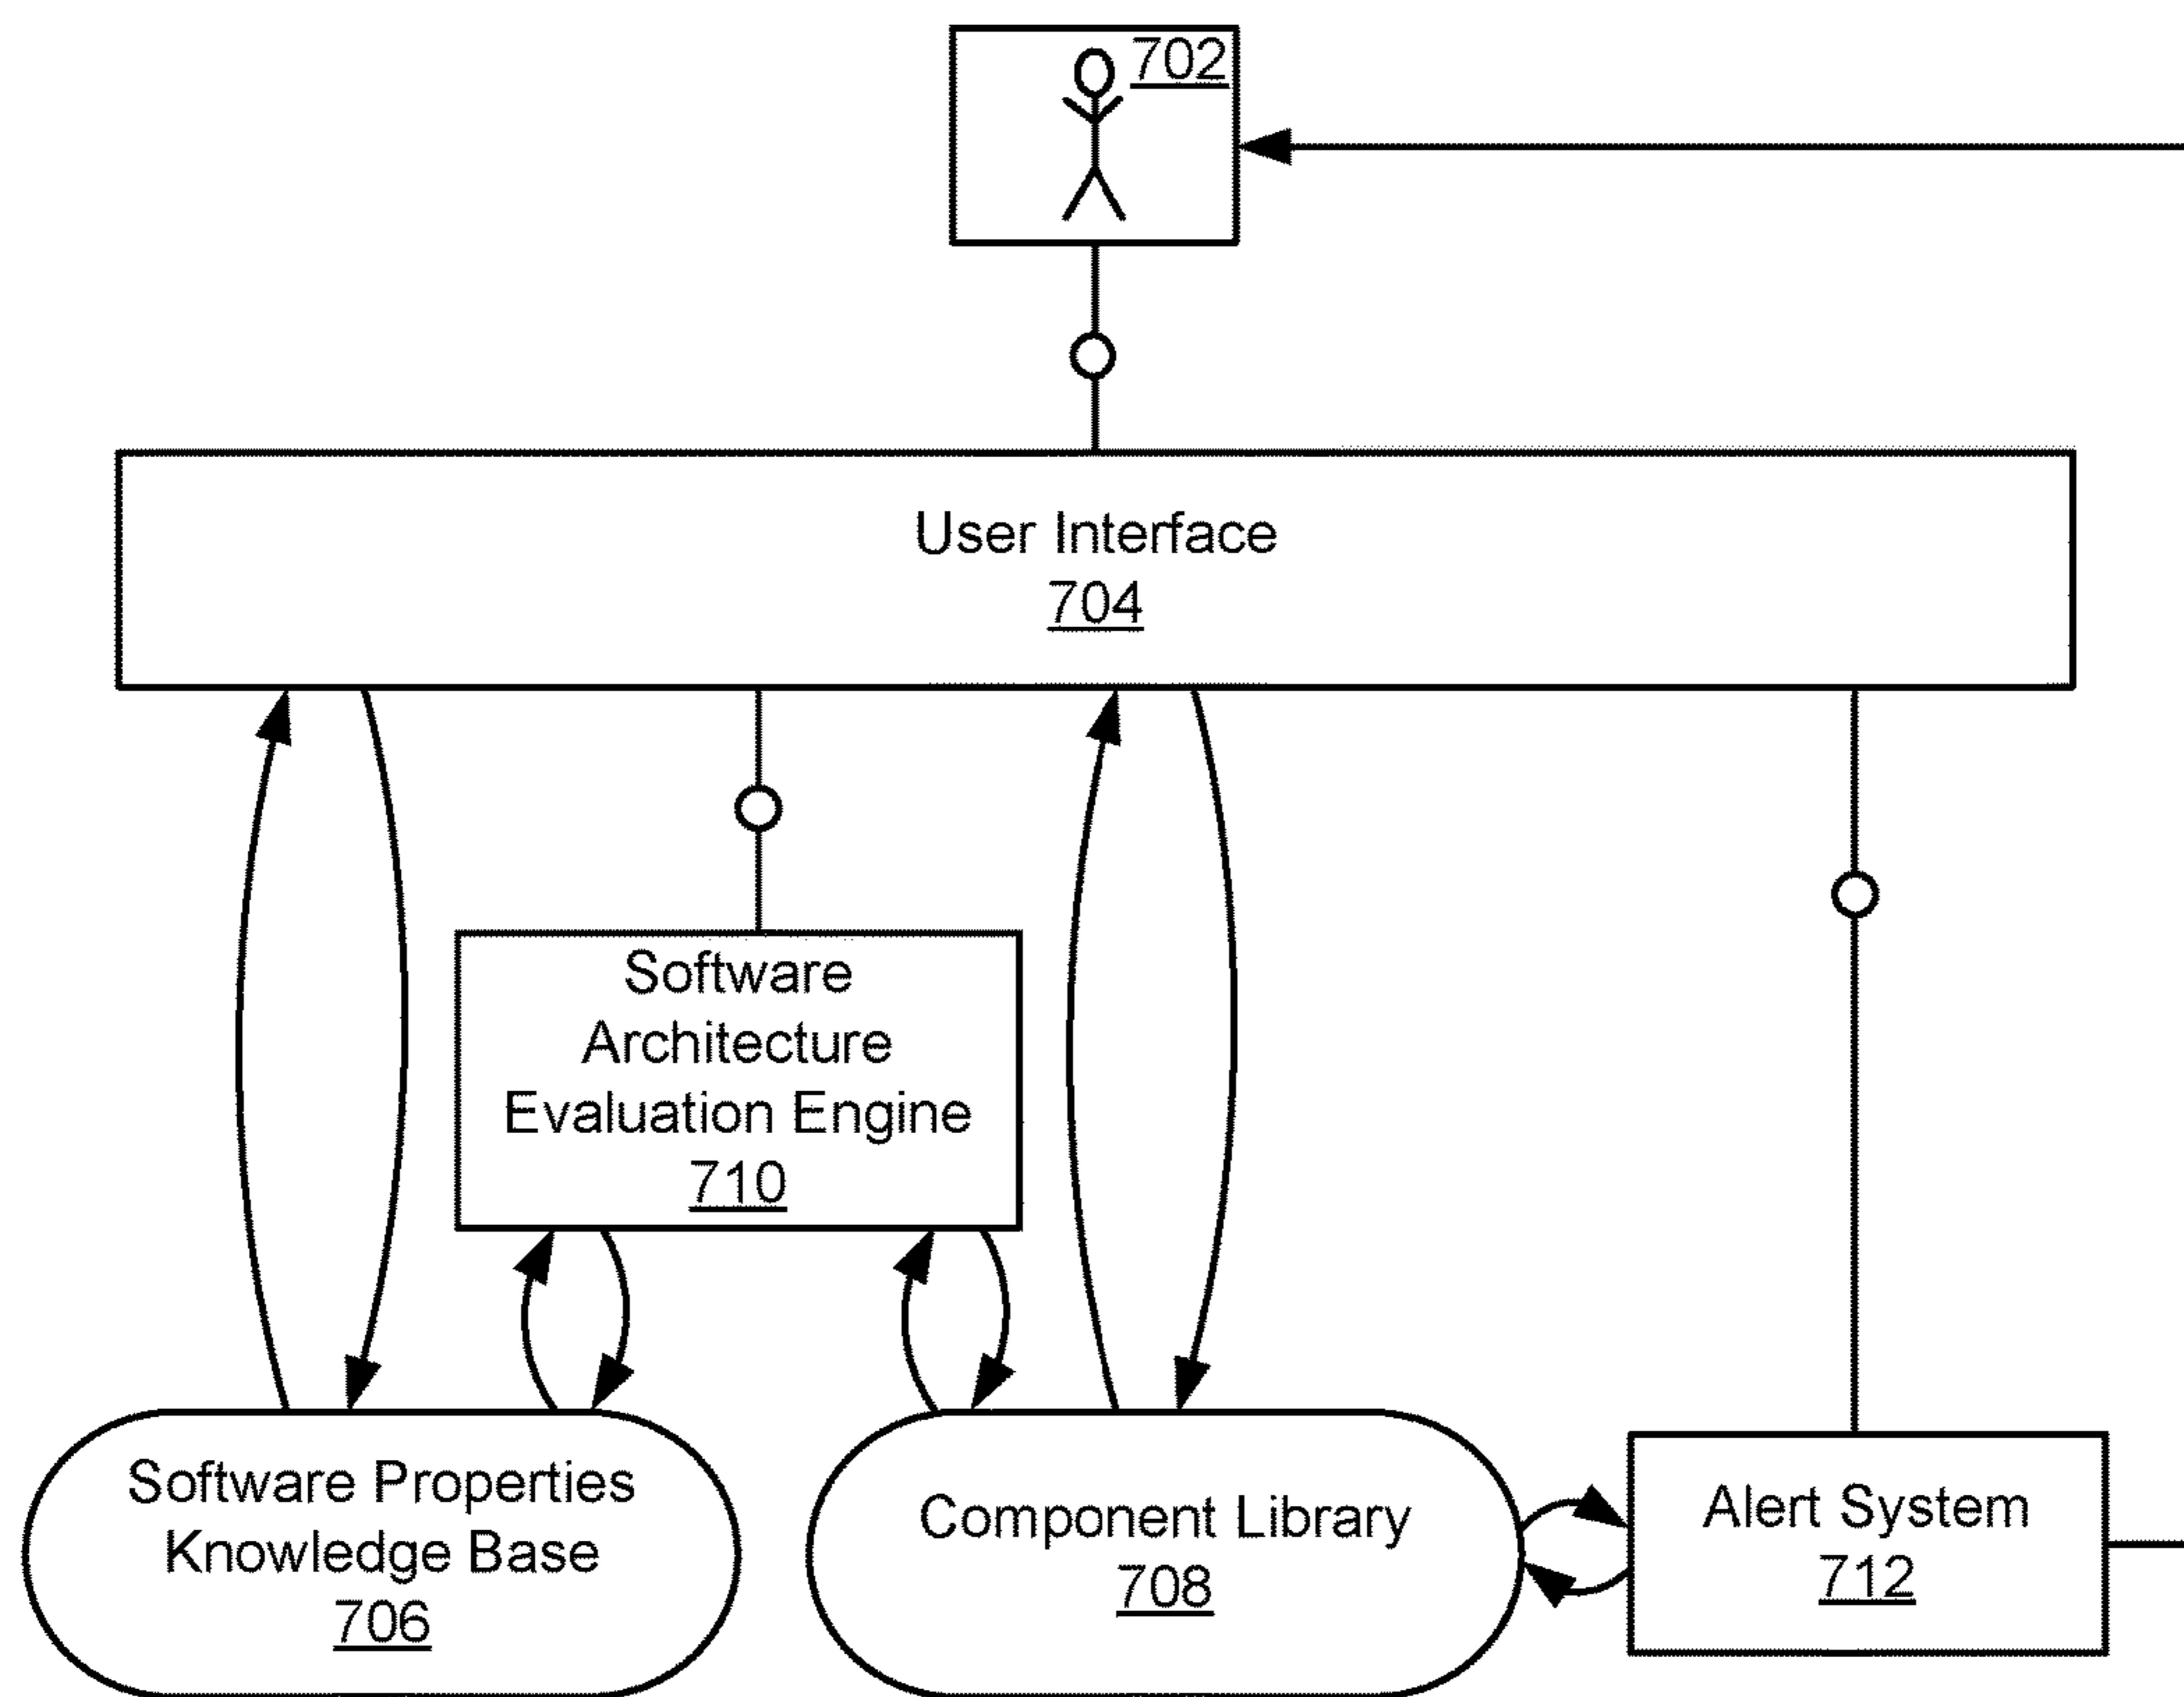 702
User Interface
704
Software
Architecture
Evaluation Engine
710
Software Properties
Knowledge Base
706
Component Library
708
Alert System
712